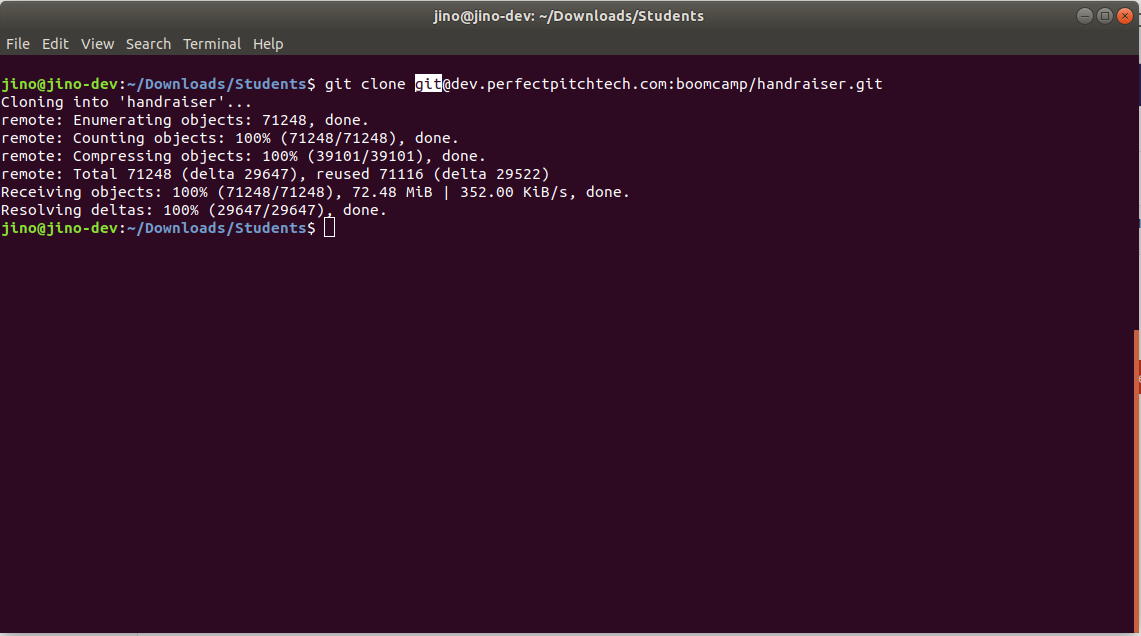 jino@jino-dev: ~/Downloads/Students
File Edit View Search Terminal Help
jino@jino-dev:~/Downloads/Students$ git clone git@dev.perfectpitchtech.com:boomcamp/handraiser.git
Cloning into 'handraiser'...
remote: Enumerating objects: 71248, done.
remote: Counting objects: 100% (71248/71248), done.
remote: Compressing objects: 100% (39101/39101), done.
remote: Total 71248 (delta 29647), reused 71116 (delta 29522)
Receiving objects: 100% (71248/71248), 72.48 MiB | 352.00 KiB/s, done.
Resolving deltas: 100% (29647/29647), done.
jino@jino-dev:~/Downloads/Students$